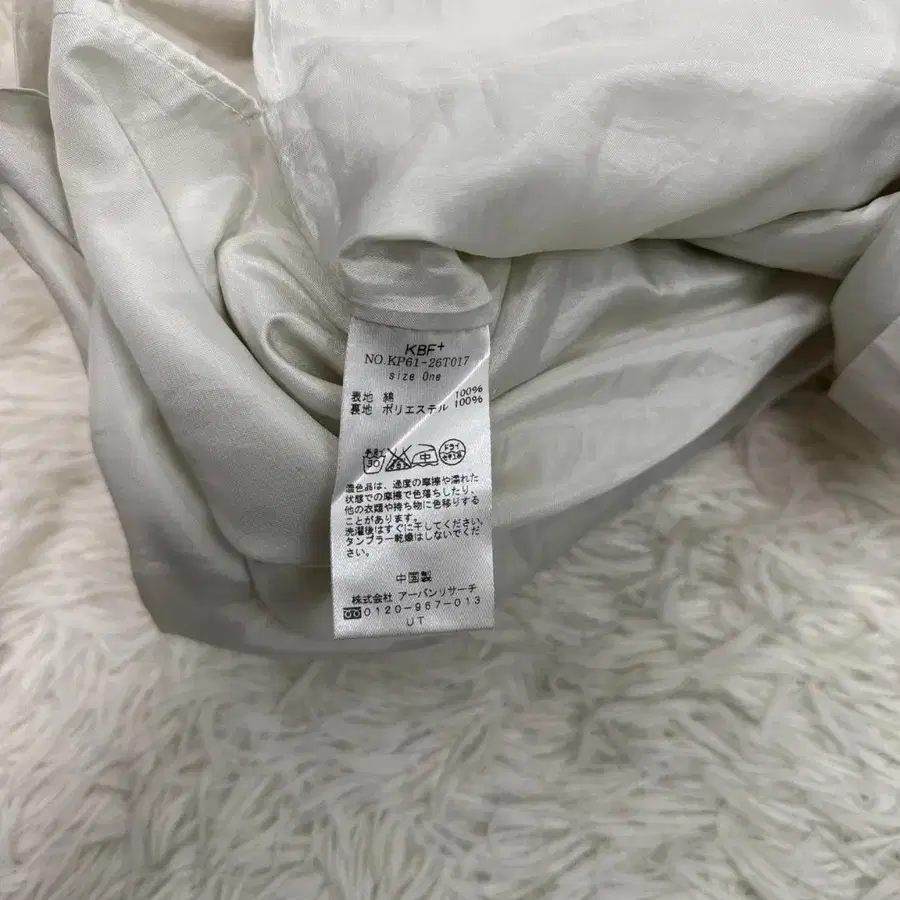 KBF+
NO.KP61-26T017
size One
表地 綿 100%
裏地 ポリエステル 100%
30 中 ドライ
濃色品は、過度の摩擦や濡れた
状態での摩擦で色落ちしたり、
他の衣類や持ち物に色移りする
ことがあります。
洗濯後はすぐに干してください。
タンブラー乾燥はしないでくだ
さい。
中国製
株式会社 アーバンリサーチ
0120-967-013
UT